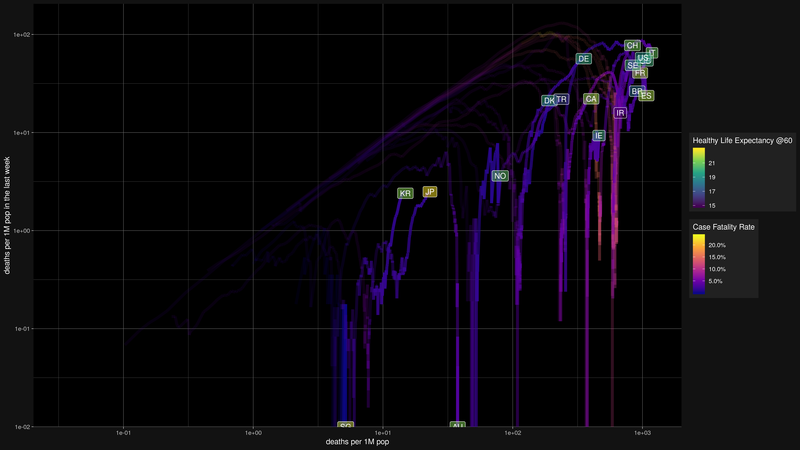 1e+02
1e+01
1e+00
1e-01
1e-02
deaths per 1M pop in the last week
CH
IT
DE
US
SE
FR
DK
TR
CA
BR
ES
IR
IE
NO
KR
JP
SG
AU
1e-01
1e+00
1e+01
1e+02
1e+03
deaths per 1M pop
Healthy Life Expectancy @60
21
19
17
15
Case Fatality Rate
20.0%
15.0%
10.0%
5.0%